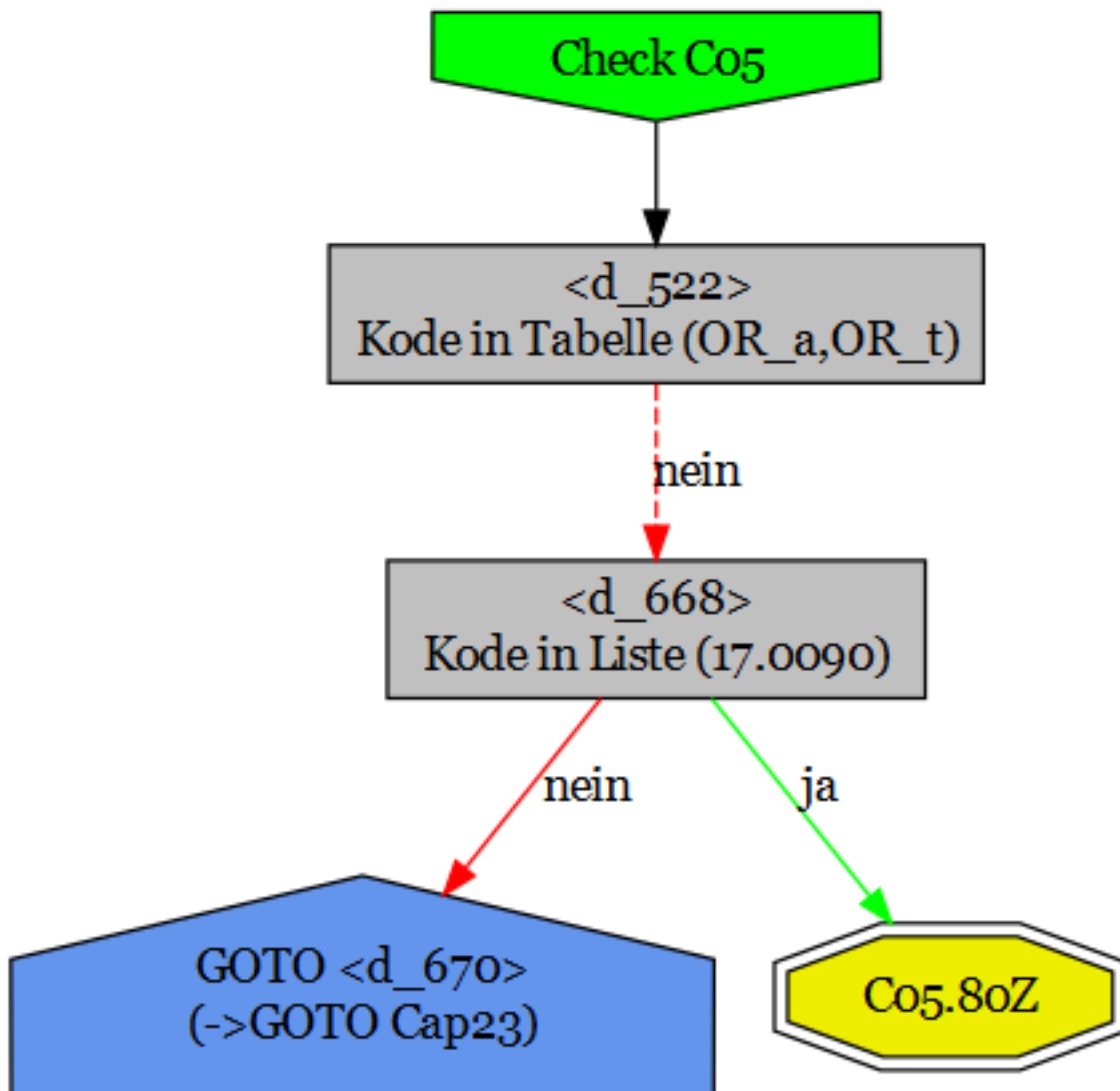 Check C05
<d_522>
Kode in Tabelle (OR_a,OR_t)
nein
<d_668>
Kode in Liste (17.0090)
nein
ja
GOTO <d_670>
(->GOTO Cap23)
C05.80Z